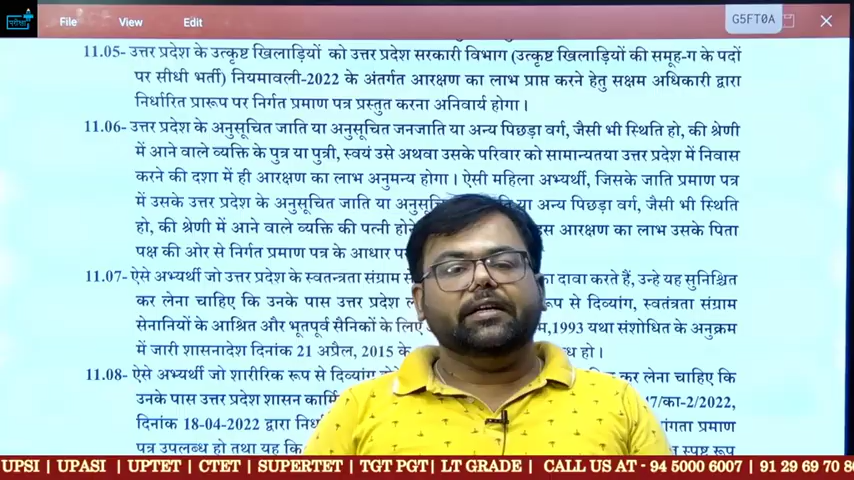 परीक्षा
File View Edit
G5FT0A
11.05- उत्तर प्रदेश के उत्कृष्ट खिलाड़ियों को उत्तर प्रदेश सरकारी विभाग (उत्कृष्ट खिलाड़ियों की समूह-ग के पदों
पर सीधी भर्ती) नियमावली-2022 के अंतर्गत आरक्षण का लाभ प्राप्त करने हेतु सक्षम अधिकारी द्वारा
निर्धारित प्रारूप पर निर्गत प्रमाण पत्र प्रस्तुत करना अनिवार्य होगा।
11.06- उत्तर प्रदेश के अनुसूचित जाति या अनुसूचित जनजाति या अन्य पिछड़ा वर्ग, जैसी भी स्थिति हो, की श्रेणी
में आने वाले व्यक्ति के पुत्र या पुत्री, स्वयं उसे अथवा उसके परिवार को सामान्यतया उत्तर प्रदेश में निवास
करने की दशा में ही आरक्षण का लाभ अनुमन्य होगा। ऐसी महिला अभ्यर्थी, जिसके जाति प्रमाण पत्र
में उसके उत्तर प्रदेश के अनुसूचित जाति या या अन्य पिछड़ा वर्ग, जैसी भी स्थिति
हो, की श्रेणी में आने वाले व्यक्ति की पत्नी आरक्षण का लाभ उसके पिता
पक्ष की ओर से निर्गत प्रमाण पत्र के आधार
11.07- ऐसे अभ्यर्थी जो उत्तर प्रदेश के स्वतन्त्रता संग्राम का दावा करते हैं, उन्हे यह सुनिश्चित
कर लेना चाहिए कि उनके पास उत्तर प्रदेश से दिव्यांग, स्वतंत्रता संग्राम
सेनानियों के आश्रित और भूतपूर्व सैनिकों के लिए 1993 यथा संशोधित के अनुक्रम
में जारी शासनादेश दिनांक 21 अप्रैल, 2015 के हो।
11.08- ऐसे अभ्यर्थी जो शारीरिक रूप से दिव्यांग कर लेना चाहिए कि
उनके पास उत्तर प्रदेश शासन 47/का-2/2022,
दिनांक 18-04-2022 द्वारा प्रमाण
पत्र उपलब्ध हो तथा यह कि स्पष्ट रूप
UPSI | UPASI | UPTET | CTET | SUPERTET | TGT PGT| LT GRADE | CALL US AT - 94 5000 6007 | 91 29 69 70 8